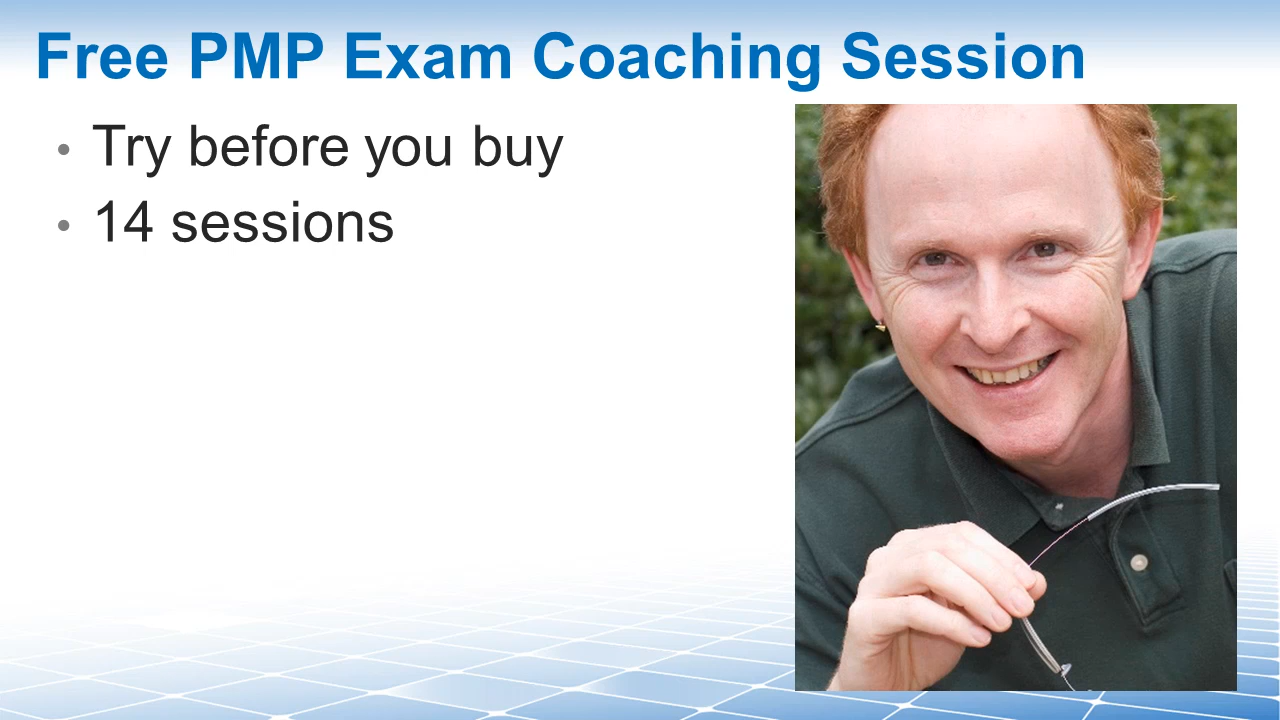 Free PMP Exam Coaching Session
• Try before you buy
• 14 sessions